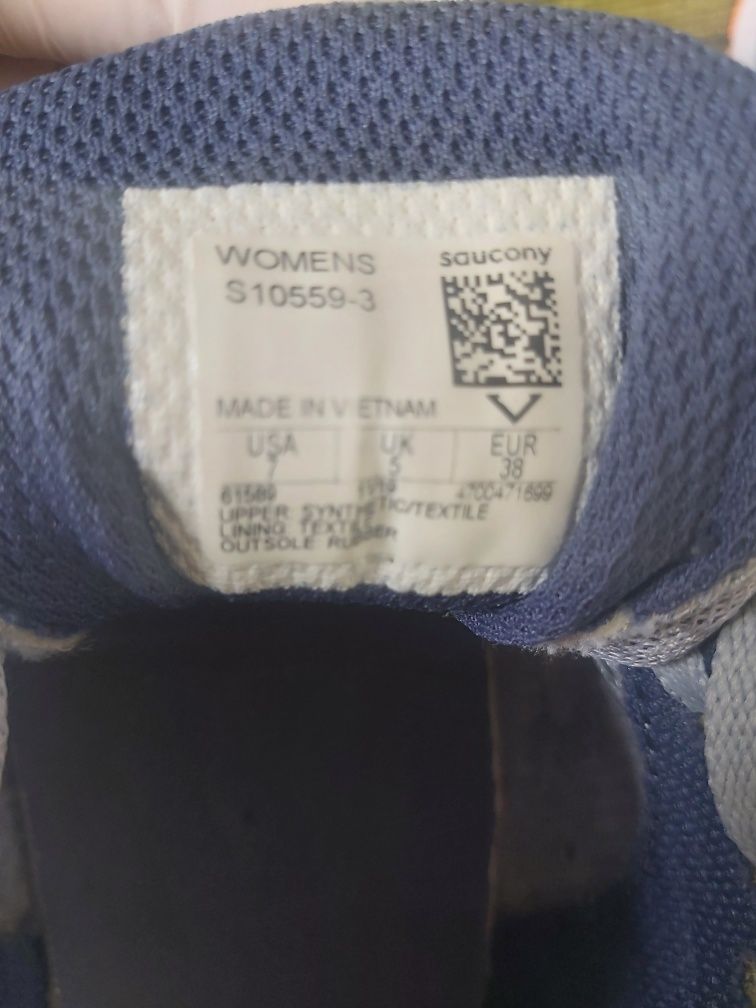 WOMENS saucony
S10559-3
MADE IN VIETNAM
USA UK EUR
7 5 38
61589 4700471699
UPPER SYNTHETIC/TEXTILE
LINING TEXTILE
OUTSOLE RUBBER